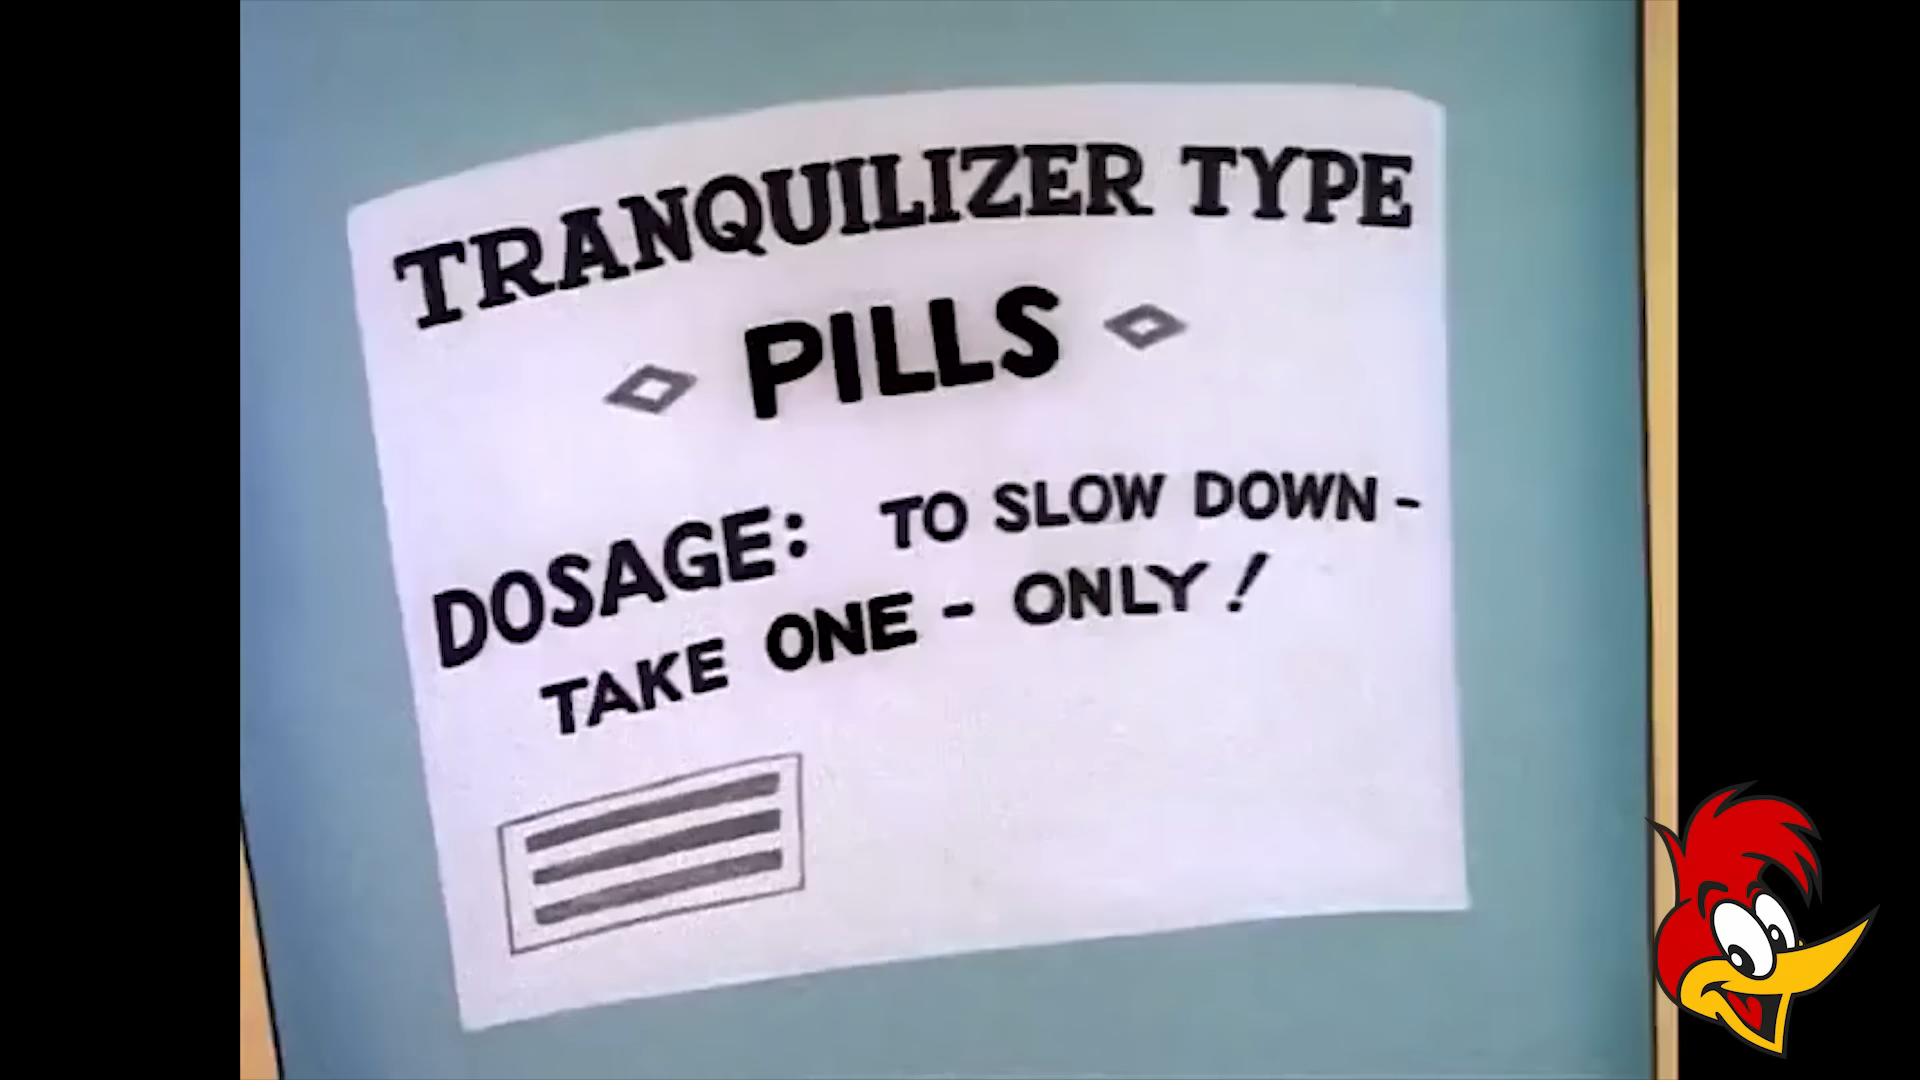 TRANQUILIZER TYPE
PILLS
DOSAGE: TO SLOW DOWN -
TAKE ONE - ONLY!